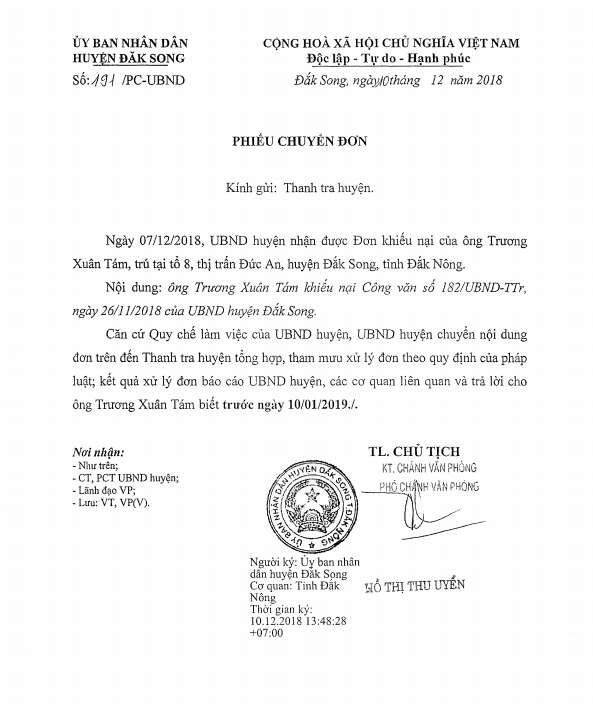 ỦY BAN NHÂN DÂN
HUYỆN ĐĂK SONG
Số: 191 /PC-UBND
CỘNG HOÀ XÃ HỘI CHỦ NGHĨA VIỆT NAM
Độc lập - Tự do - Hạnh phúc
Đắk Song, ngày 10 tháng 12 năm 2018
PHIẾU CHUYỂN ĐƠN
Kính gửi: Thanh tra huyện.
Ngày 07/12/2018, UBND huyện nhận được Đơn khiếu nại của ông Trương
Xuân Tám, trú tại tổ 8, thị trấn Đức An, huyện Đắk Song, tỉnh Đắk Nông.
Nội dung: ông Trương Xuân Tám khiếu nại Công văn số 182/UBND-TTr,
ngày 26/11/2018 của UBND huyện Đắk Song.
Căn cứ Quy chế làm việc của UBND huyện, UBND huyện chuyển nội dung
đơn trên đến Thanh tra huyện tổng hợp, tham mưu xử lý đơn theo quy định của pháp
luật; kết quả xử lý đơn báo cáo UBND huyện, các cơ quan liên quan và trả lời cho
ông Trương Xuân Tám biết trước ngày 10/01/2019./.
Nơi nhận:
- Như trên;
- CT, PCT UBND huyện;
- Lãnh đạo VP;
- Lưu: VT, VP(V).
TL. CHỦ TỊCH
KT. CHÁNH VĂN PHÒNG
PHÓ CHÁNH VĂN PHÒNG
ỦY BAN NHÂN DÂN HUYỆN ĐĂK SONG T.ĐĂK NÔNG
Người ký: Ủy ban nhân
dân huyện Đăk Song
Cơ quan: Tỉnh Đắk
Nông
Thời gian ký:
10.12.2018 13:48:28
+07:00
HỒ THỊ THU UYỂN